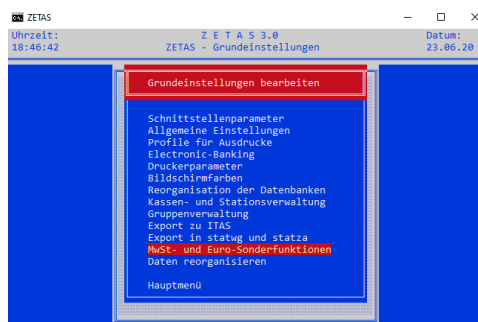 ZETAS
Uhrzeit:
Z E T A S 3.0
Datum:
18:46:42
ZETAS - Grundeinstellungen
23.06.20
Grundeinstellungen bearbeiten
Schnittstellenparameter
Allgemeine Einstellungen
Profile für Ausdrucke
Electronic-Banking
Druckerparameter
Bildschirmfarben
Reorganisation der Datenbanken
Kassen- und Stationsverwaltung
Gruppenverwaltung
Export zu ITAS
Export in statwg und statza
MwSt- und Euro-Sonderfunktionen
Daten reorganisieren
Hauptmenü